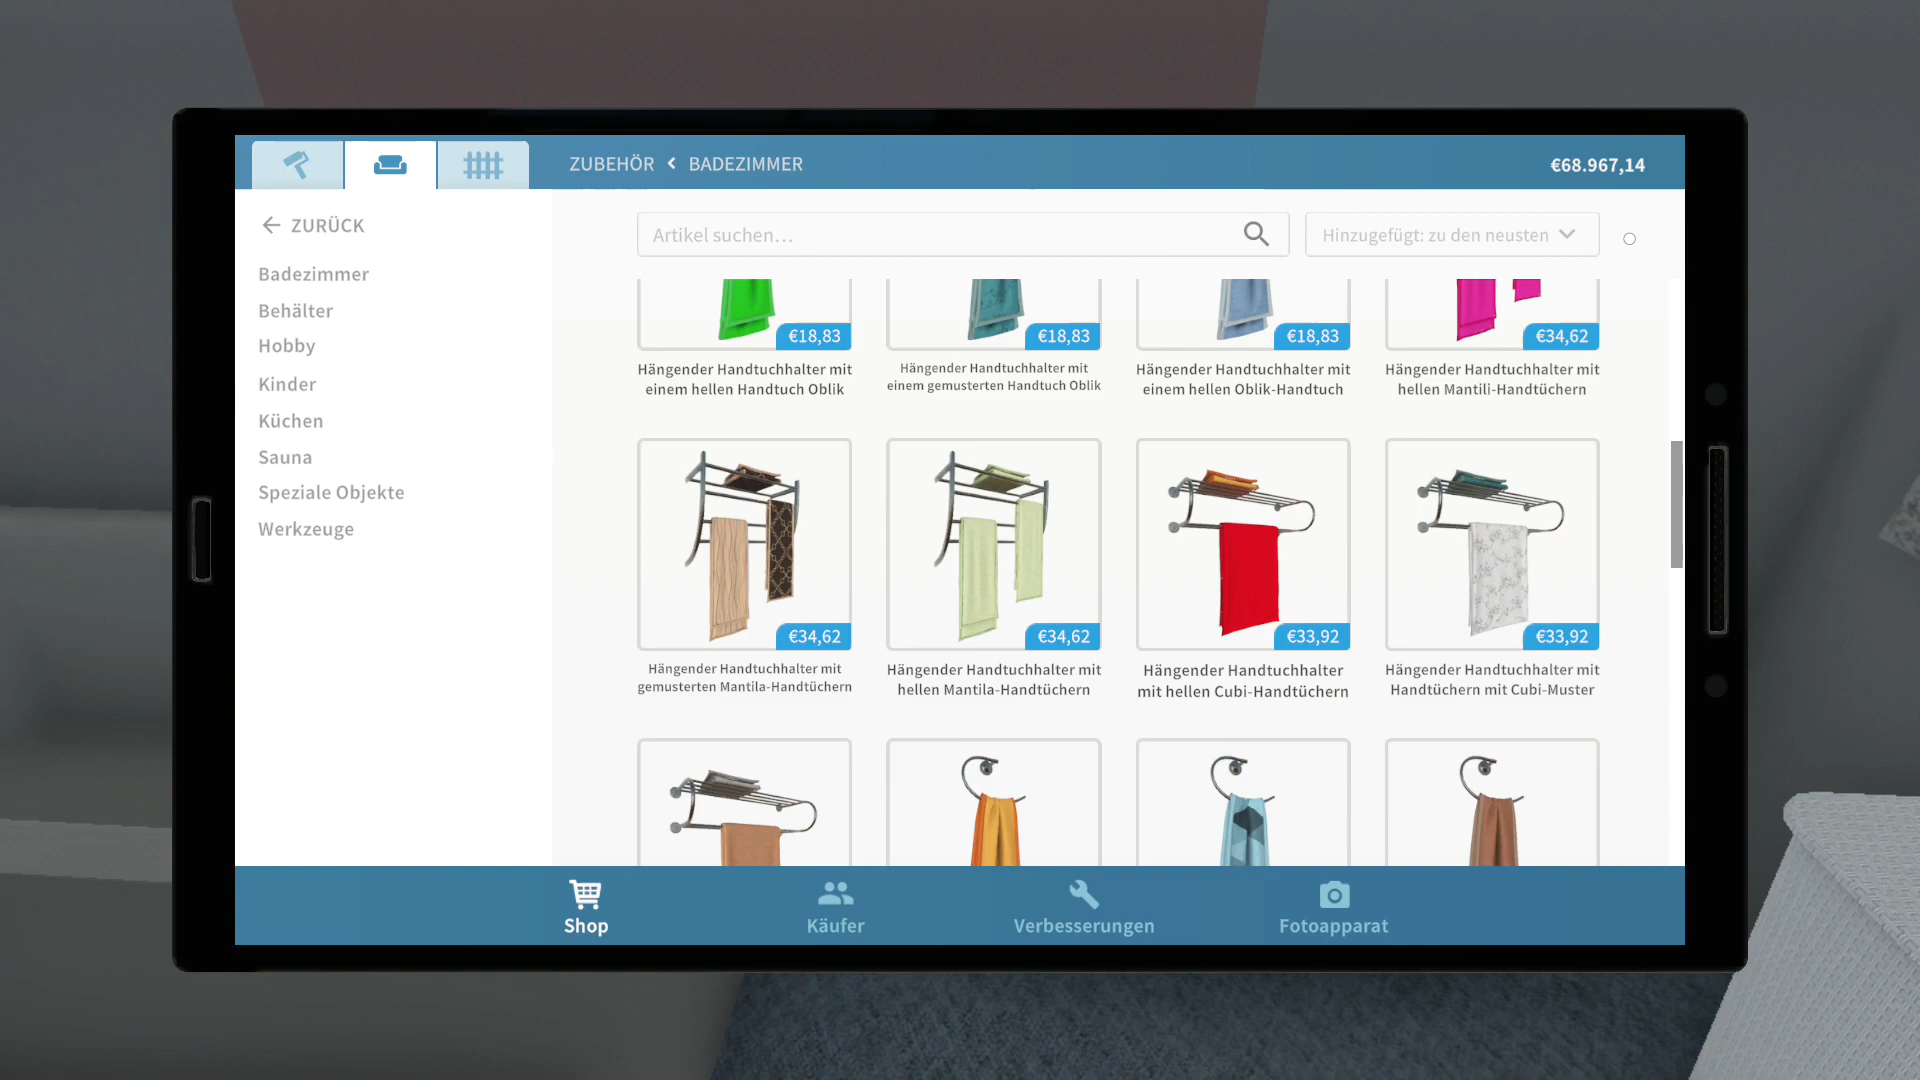 ZUBEHÖR < BADEZIMMER
€68.967,14
ZURÜCK
Badezimmer
Behälter
Hobby
Kinder
Küchen
Sauna
Speziale Objekte
Werkzeuge
Artikel suchen...
Hinzugefügt: zu den neusten
€18,83
€18,83
€18,83
€34,62
Hängender Handtuchhalter mit
einem hellen Handtuch Oblik
Hängender Handtuchhalter mit
einem gemusterten Handtuch Oblik
Hängender Handtuchhalter mit
einem hellen Oblik-Handtuch
Hängender Handtuchhalter mit
hellen Mantili-Handtüchern
€34,62
€34,62
€33,92
€33,92
Hängender Handtuchhalter mit
gemusterten Mantila-Handtüchern
Hängender Handtuchhalter mit
hellen Mantila-Handtüchern
Hängender Handtuchhalter
mit hellen Cubi-Handtüchern
Hängender Handtuchhalter mit
Handtüchern mit Cubi-Muster
Shop
Käufer
Verbesserungen
Fotoapparat